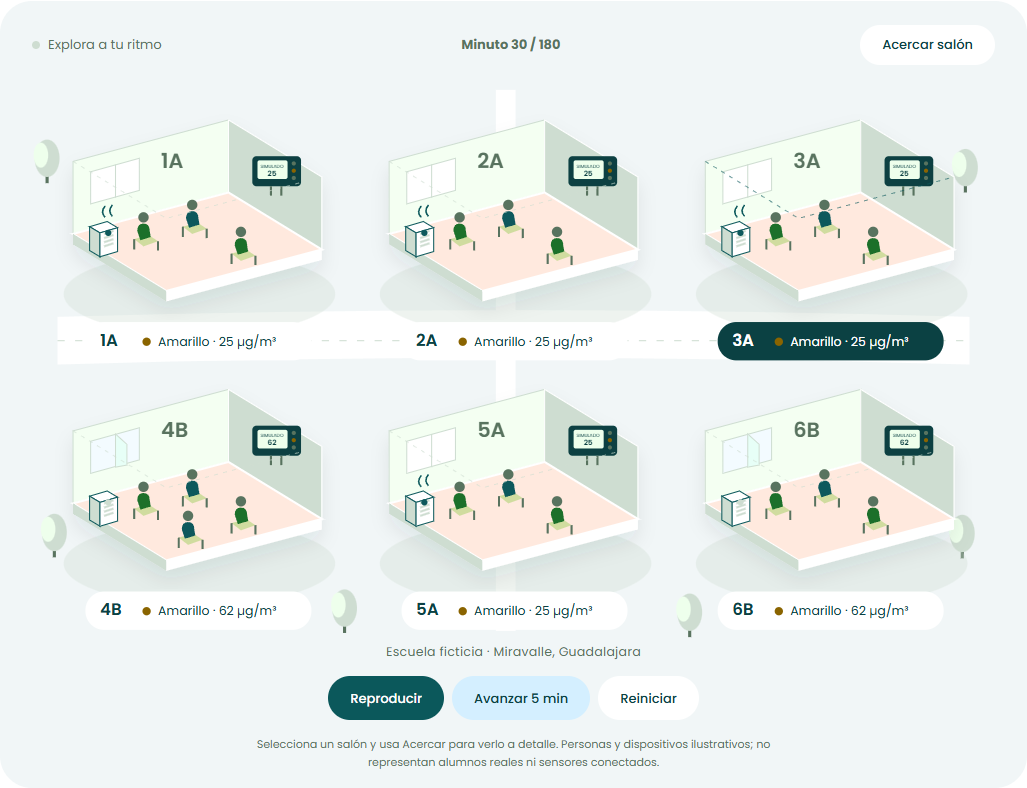 Explora a tu ritmo
Minuto 30 / 180
Acercar salón
1A
SIMULADO
25
2A
SIMULADO
25
3A
SIMULADO
25
1A Amarillo · 25 µg/m³
2A Amarillo · 25 µg/m³
3A Amarillo · 25 µg/m³
4B
SIMULADO
62
5A
SIMULADO
25
6B
SIMULADO
62
4B Amarillo · 62 µg/m³
5A Amarillo · 25 µg/m³
6B Amarillo · 62 µg/m³
Escuela ficticia · Miravalle, Guadalajara
Reproducir
Avanzar 5 min
Reiniciar
Selecciona un salón y usa Acercar para verlo a detalle. Personas y dispositivos ilustrativos; no
representan alumnos reales ni sensores conectados.